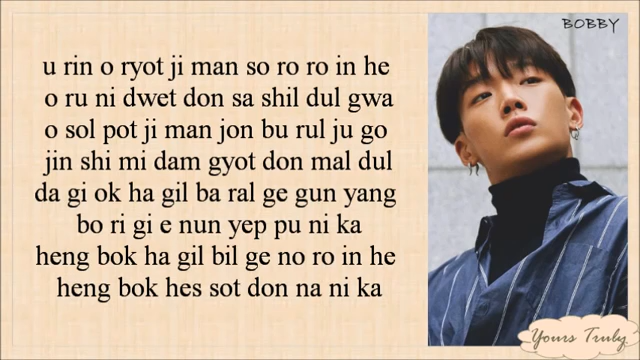 BOBBY
u rin o ryot ji man so ro ro in he
o ru ni dwet don sa shil dul gwa
o sol pot ji man jon bu rul ju go
jin shi mi dam gyot don mal dul
da gi ok ha gil ba ral ge gun yang
bo ri gi e nun yep pu ni ka
heng bok ha gil bil ge no ro in he
heng bok hes sot don na ni ka
Yours Truly